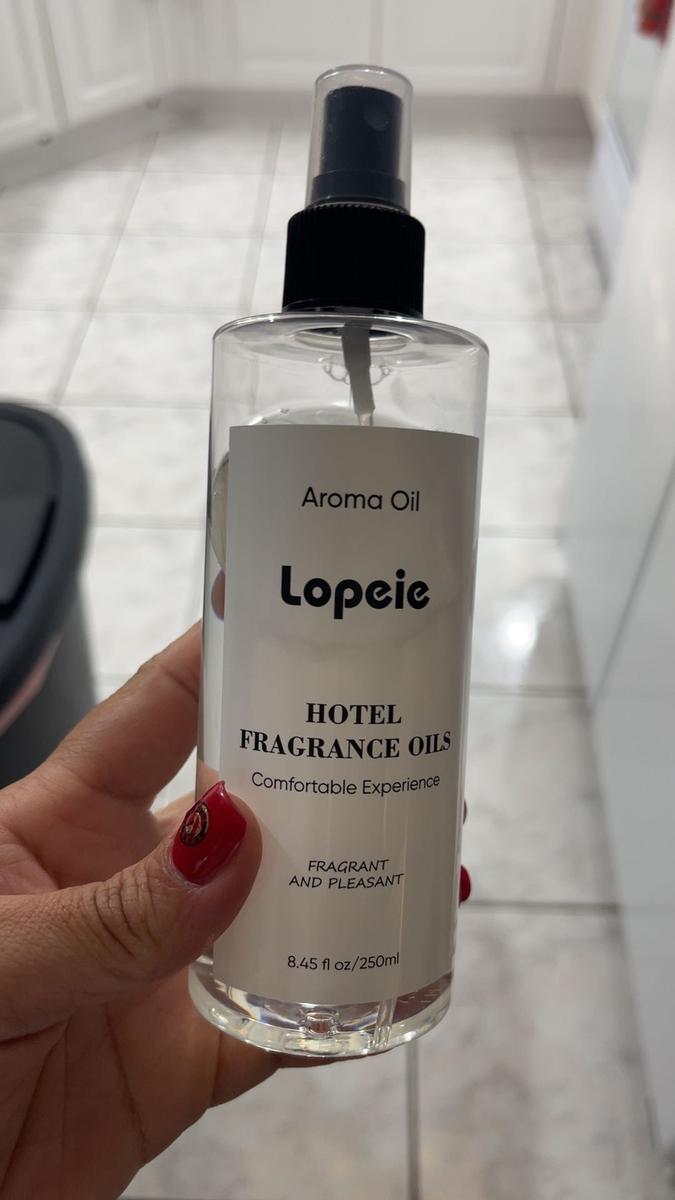 Aroma Oil
Lopeie
HOTEL
FRAGRANCE OILS
Comfortable Experience
FRAGRANT
AND PLEASANT
8.45 fl oz/250ml